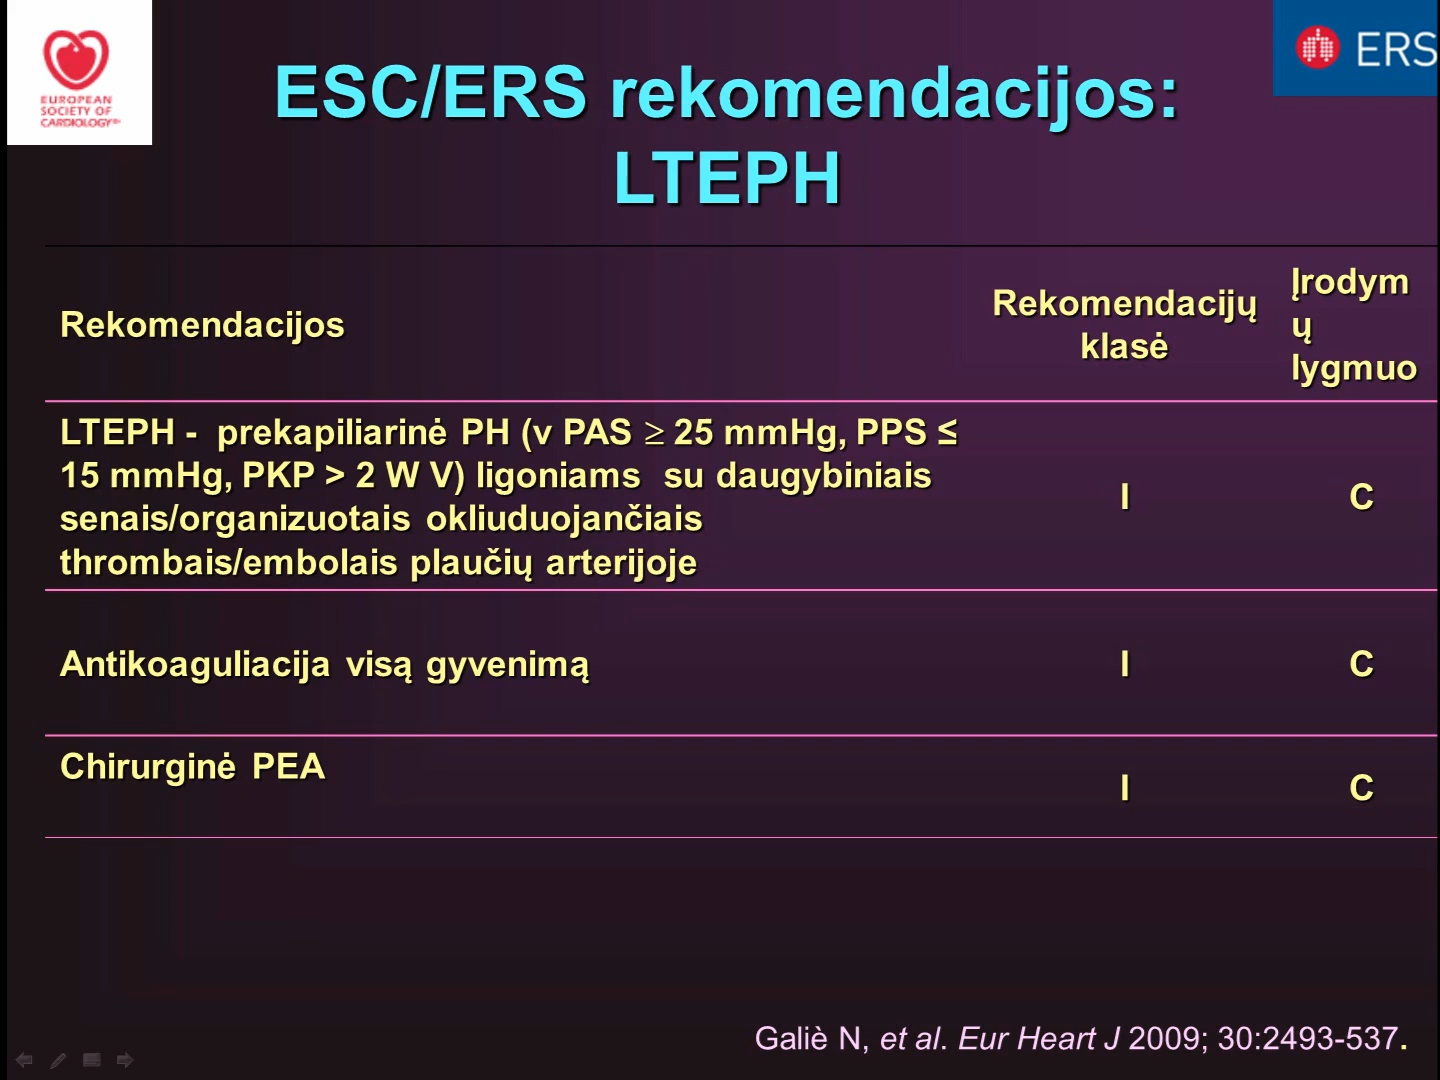 EUROPEAN
SOCIETY OF
CARDIOLOGY®
ERS
ESC/ERS rekomendacijos:
LTEPH
Rekomendacijos
Rekomendacijų
klasė
Įrodym
ų
lygmuo
LTEPH - prekapiliarinė PH (v PAS ≥ 25 mmHg, PPS ≤
15 mmHg, PKP > 2 W V) ligoniams su daugybiniais
senais/organizuotais okliuduojančiais
thrombais/embolais plaučių arterijoje
I
C
Antikoaguliacija visą gyvenimą
I
C
Chirurginė PEA
I
C
Galiè N, et al. Eur Heart J 2009; 30:2493-537.